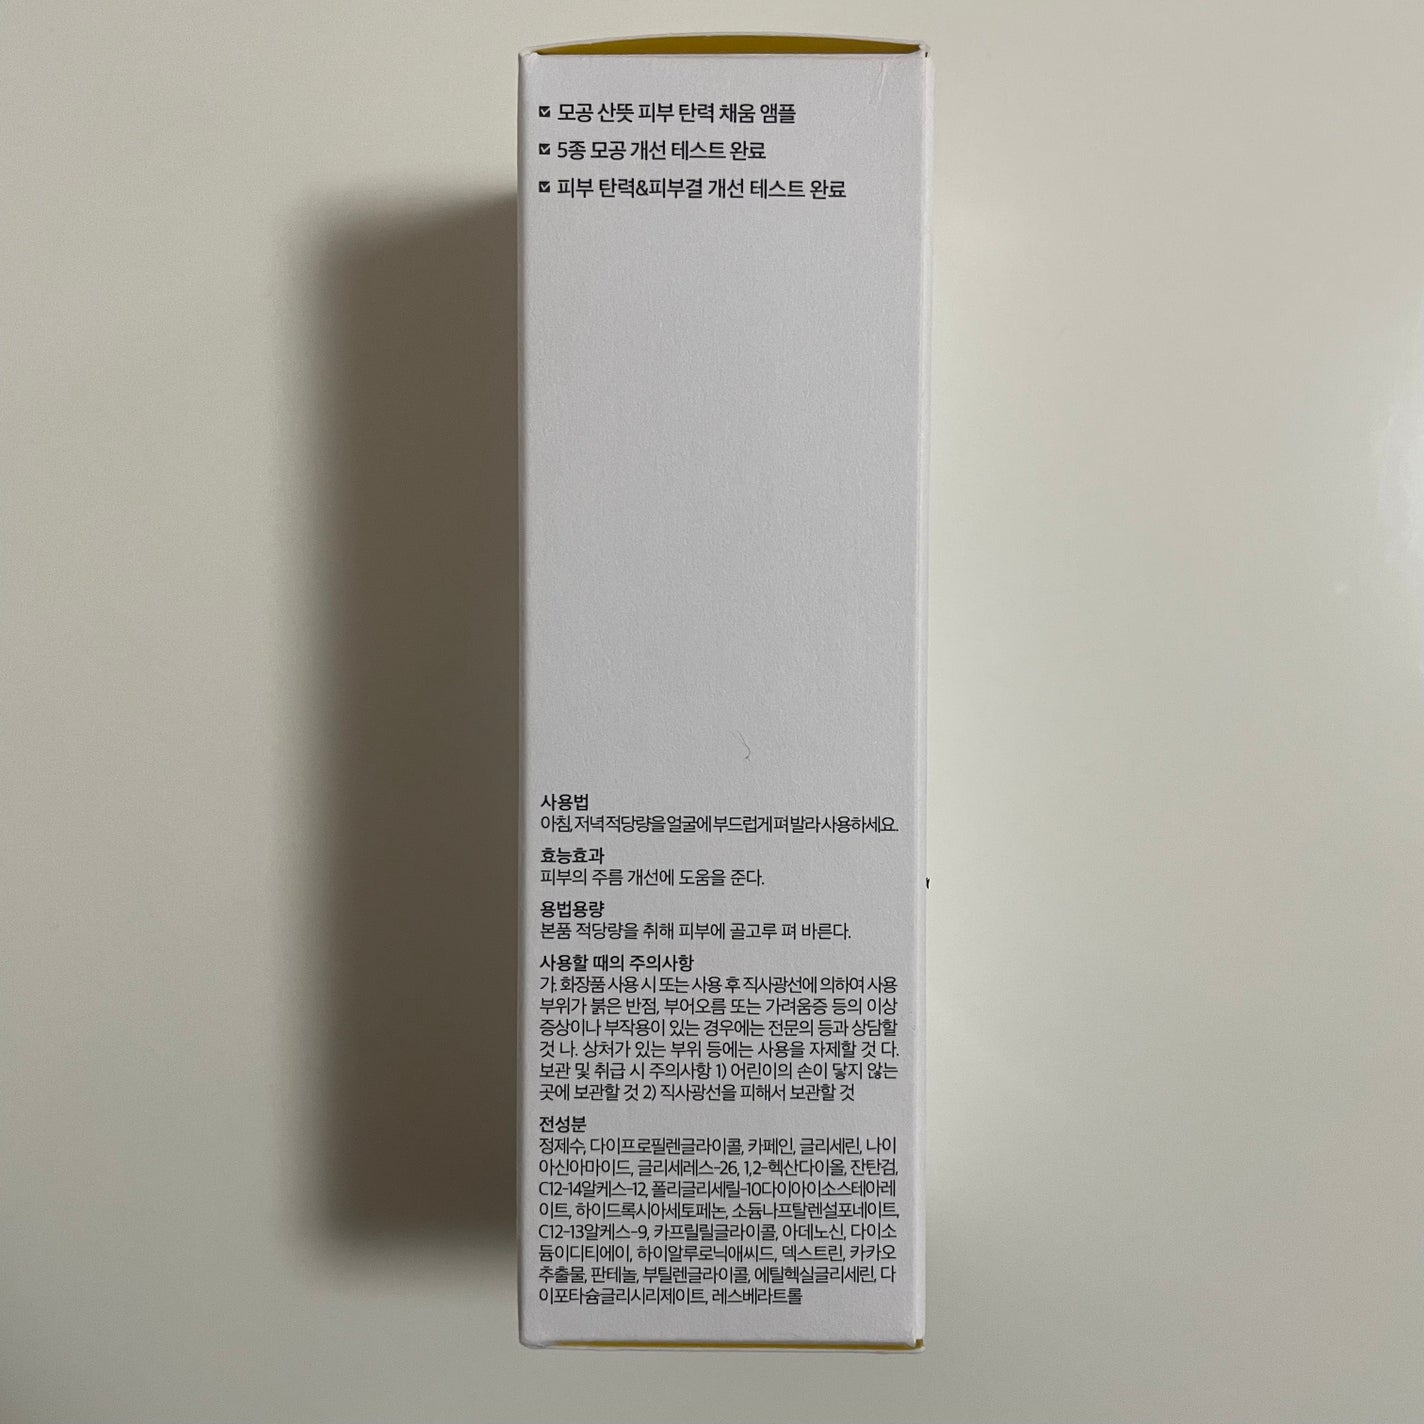 모공 산뜻 피부 탄력 채움 앰플
5종 모공 개선 테스트 완료
피부 탄력&피부결 개선 테스트 완료
사용법
아침, 저녁 적당량을 얼굴에 부드럽게 펴 발라 사용하세요.
효능효과
피부의 주름 개선에 도움을 준다.
용법용량
본품 적당량을 취해 피부에 골고루 펴 바른다.
사용할 때의 주의사항
가. 화장품 사용 시 또는 사용 후 직사광선에 의하여 사용
부위가 붉은 반점, 부어오름 또는 가려움증 등의 이상
증상이나 부작용이 있는 경우에는 전문의 등과 상담할
것 나. 상처가 있는 부위 등에는 사용을 자제할 것 다.
보관 및 취급 시 주의사항 1) 어린이의 손이 닿지 않는
곳에 보관할 것 2) 직사광선을 피해서 보관할 것
전성분
정제수, 다이프로필렌글라이콜, 카페인, 글리세린, 나이
아신아마이드, 글리세레스-26, 1,2-헥산다이올, 잔탄검,
C12-14알케스-12, 폴리글리세릴-10다이아이소스테아레
이트, 하이드록시아세토페논, 소듐나프탈렌설포네이트,
C12-13알케스-9, 카프릴릴글라이콜, 아데노신, 다이소
듐이디티에이, 하이알루로닉애씨드, 덱스트린, 카카오
추출물, 판테놀, 부틸렌글라이콜, 에틸헥실글리세린, 다
이포타슘글리시리제이트, 레스베라트롤